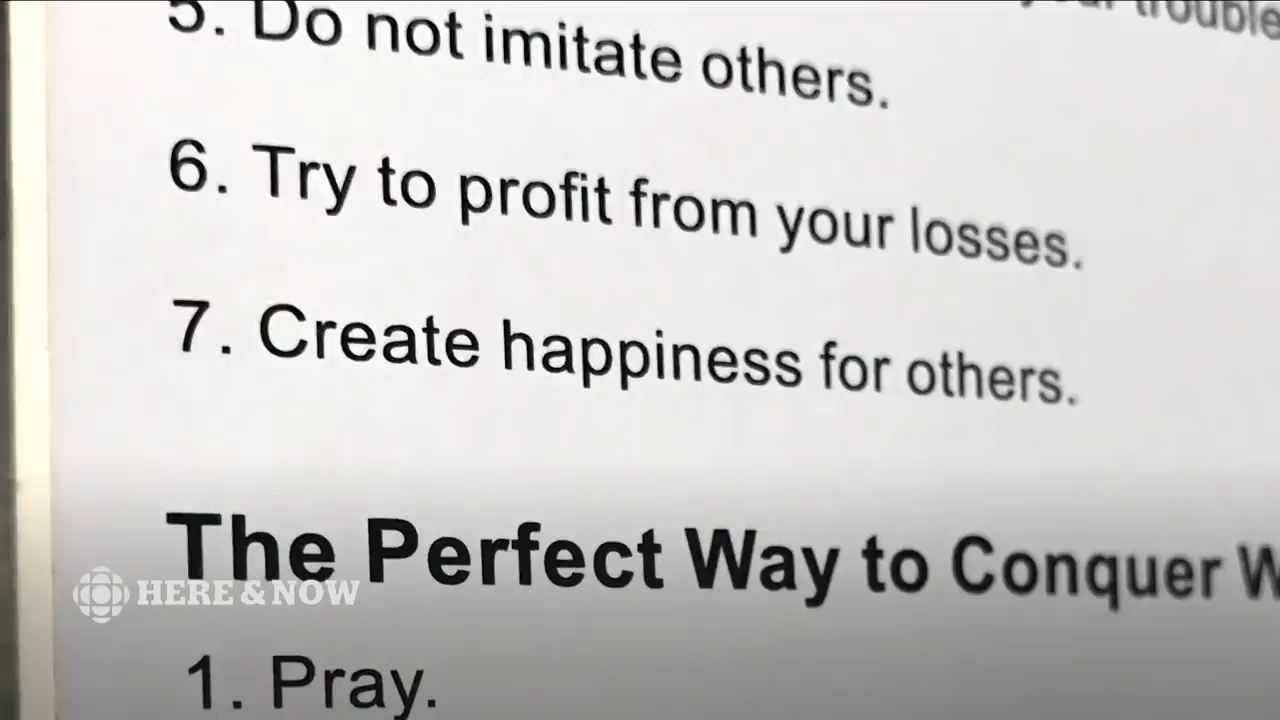 trouble
5. Do not imitate others.
6. Try to profit from your losses.
7. Create happiness for others.
The Perfect Way to Conquer
HERE & NOW
1. Pray.